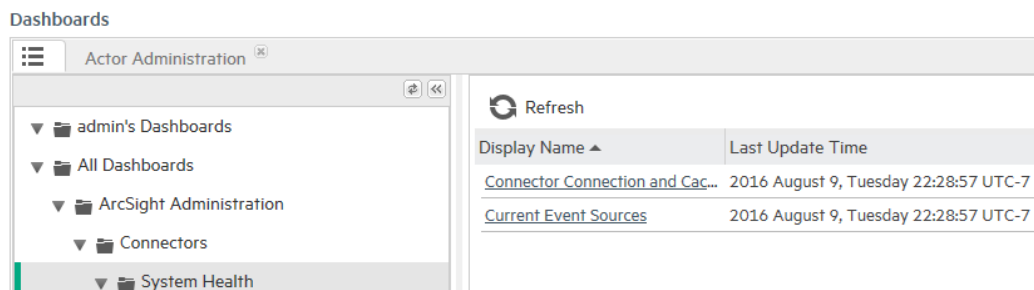 Dashboards
Actor Administration
Refresh
admin's Dashboards
Display Name Last Update Time
All Dashboards
Connector Connection and Cac... 2016 August 9, Tuesday 22:28:57 UTC-7
ArcSight Administration
Current Event Sources 2016 August 9, Tuesday 22:28:57 UTC-7
Connectors
System Health